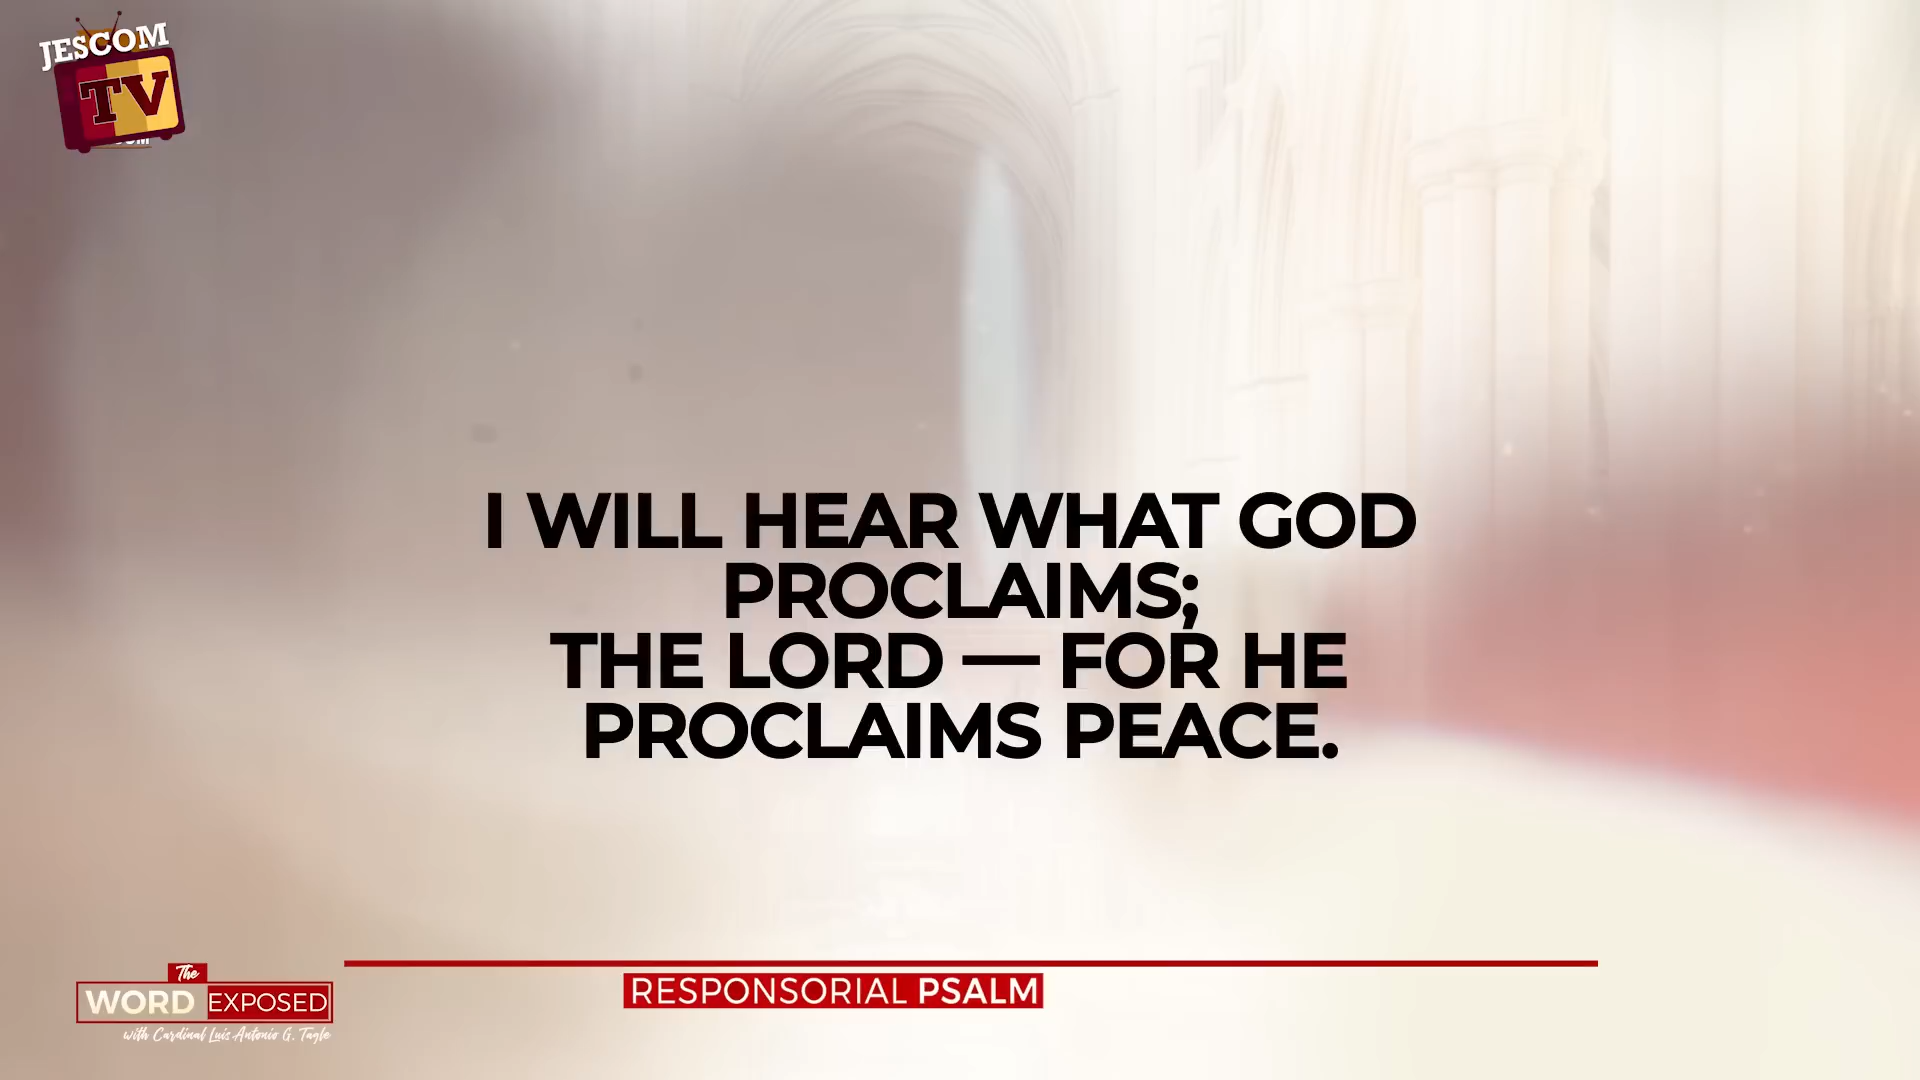 JESCOM
TV
I WILL HEAR WHAT GOD
PROCLAIMS;
THE LORD — FOR HE
PROCLAIMS PEACE.
RESPONSORIAL PSALM
The
WORD EXPOSED
with Cardinal Luis Antonio G. Tagle